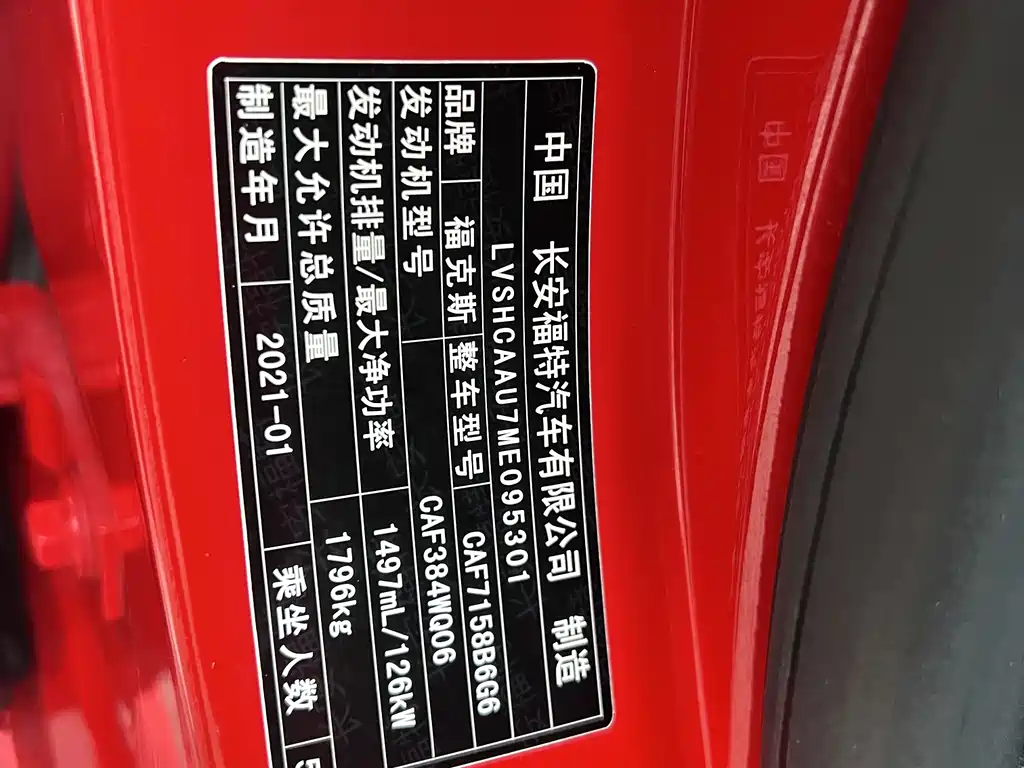 中国 长安福特汽车有限公司 制造
LVSHCAAU7ME095301
品牌 福克斯 整车型号 CAF7158B6G6
发动机型号 CAF384WQ06
发动机排量/最大净功率 1497mL/126kW
最大允许总质量 1796kg
制造年月 2021-01 乘坐人数 5